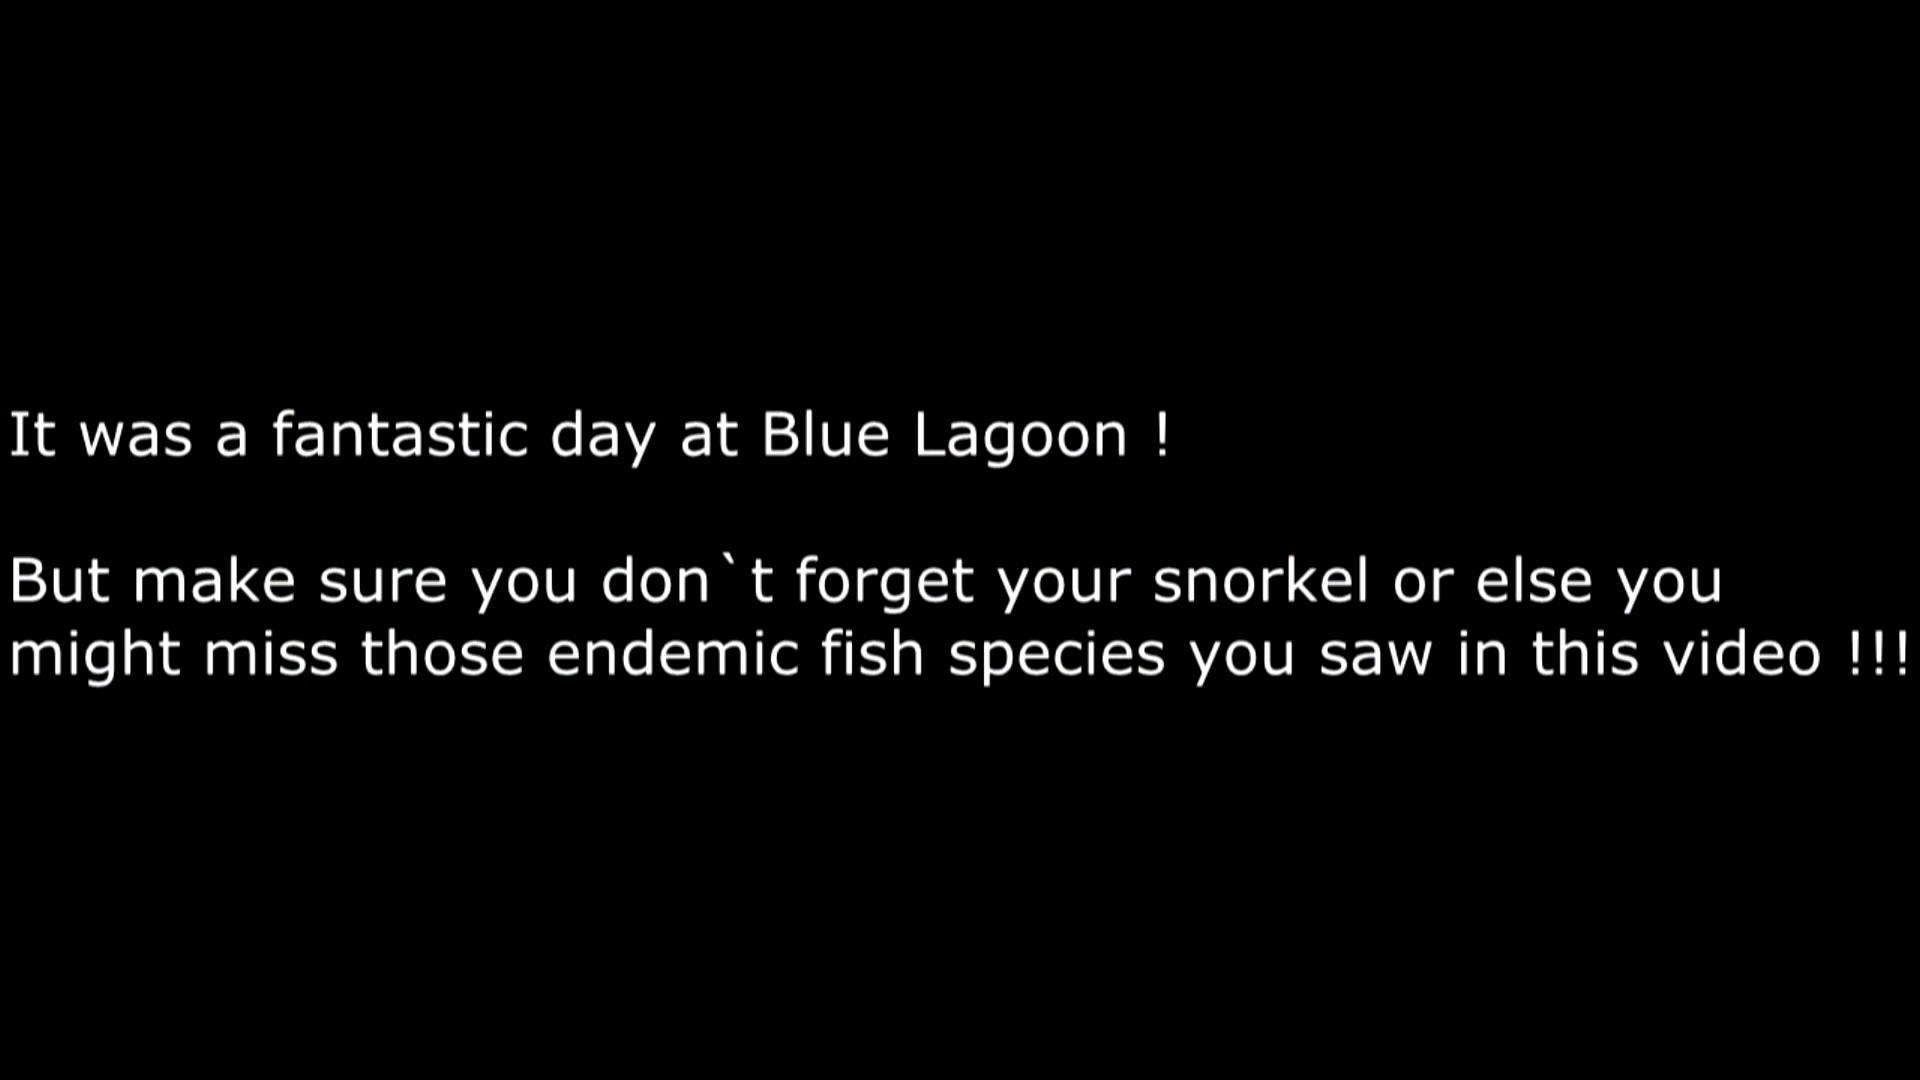 It was a fantastic day at Blue Lagoon !
But make sure you don`t forget your snorkel or else you
might miss those endemic fish species you saw in this video !!!